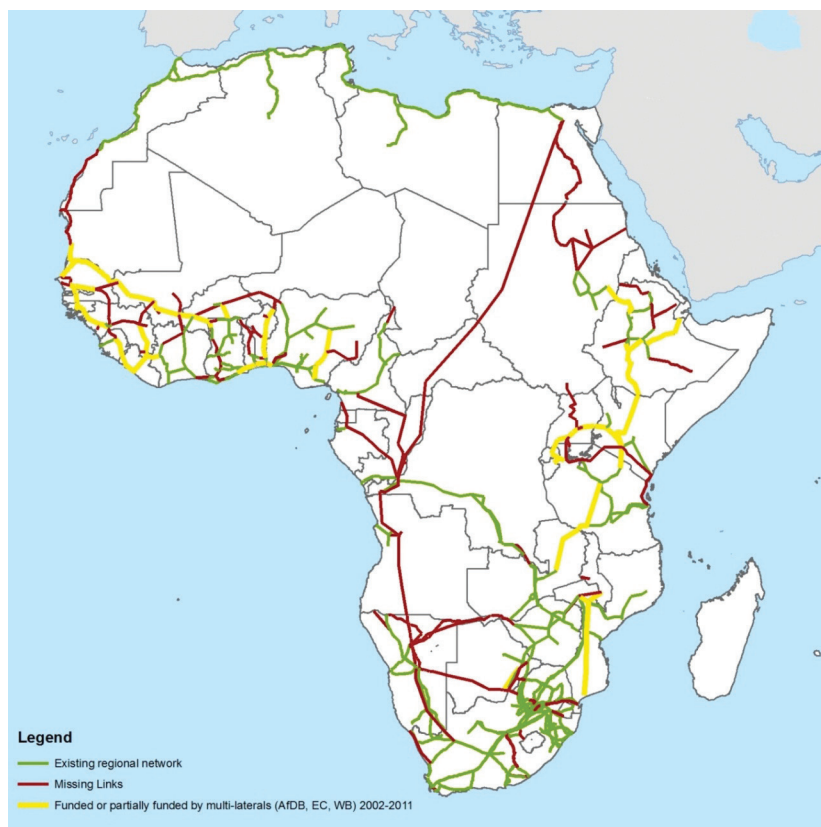 Legend
Existing regional network
Missing Links
Funded or partially funded by multi-laterals (AfDB, EC, WB) 2002-2011